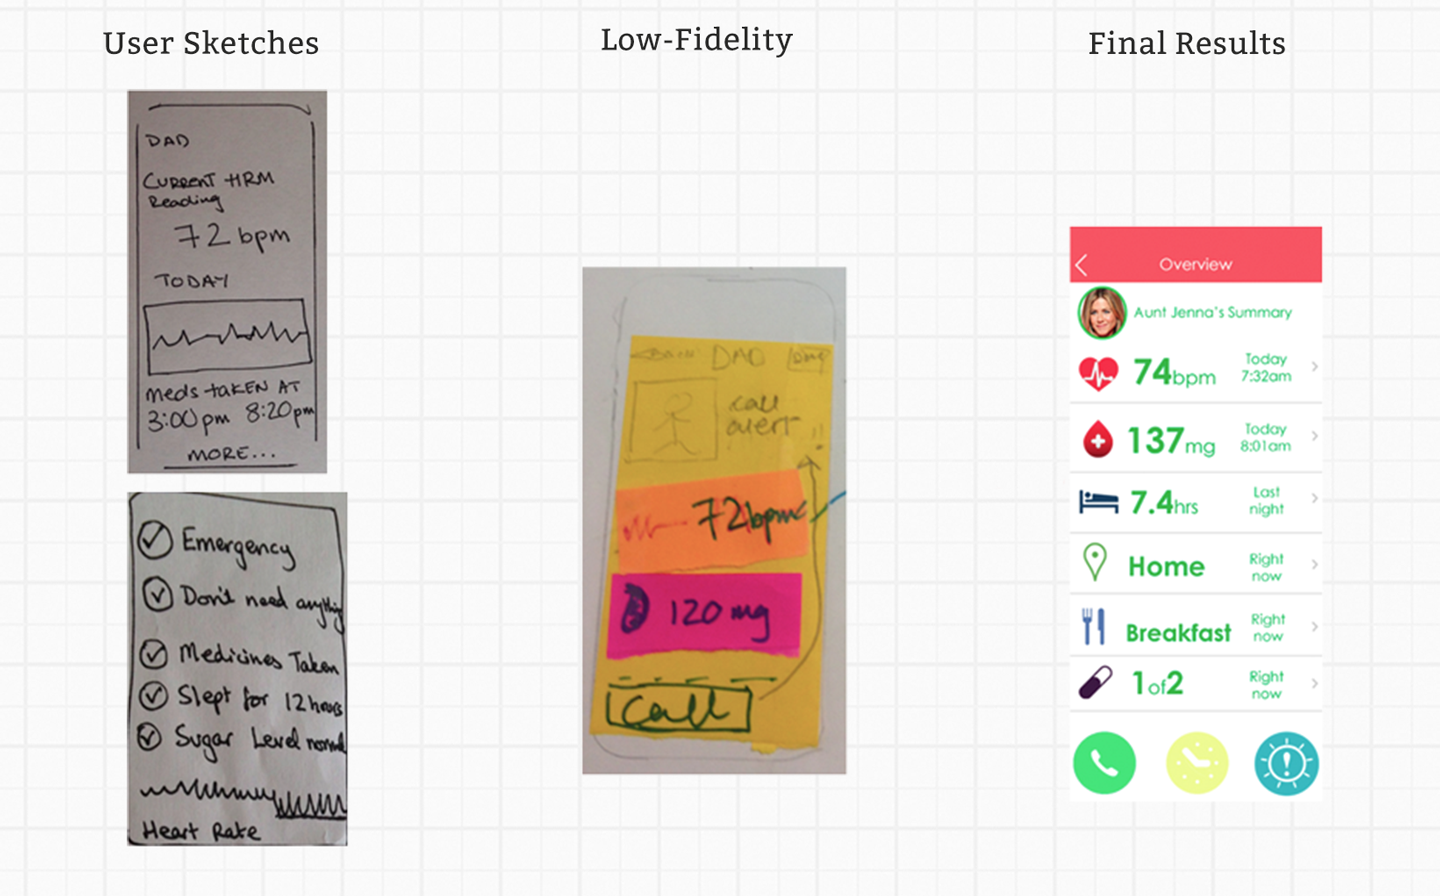 User Sketches
DAD
CURRENT HRM
Reading
72 bpm
TODAY
Meds taken AT
3:00pm 8:20pm
MORE...
Emergency
Don't need anything
Medicines Taken
Slept for 12 hours
Sugar Level normal
Heart Rate
Low-Fidelity
Back DAD
call
alert !!
72bpm
120 mg
Call
Final Results
Overview
Aunt Jenna's Summary
74bpm Today
7:32am
137mg Today
8:01am
7.4hrs Last
night
Home Right
now
Breakfast Right
now
1of2 Right
now